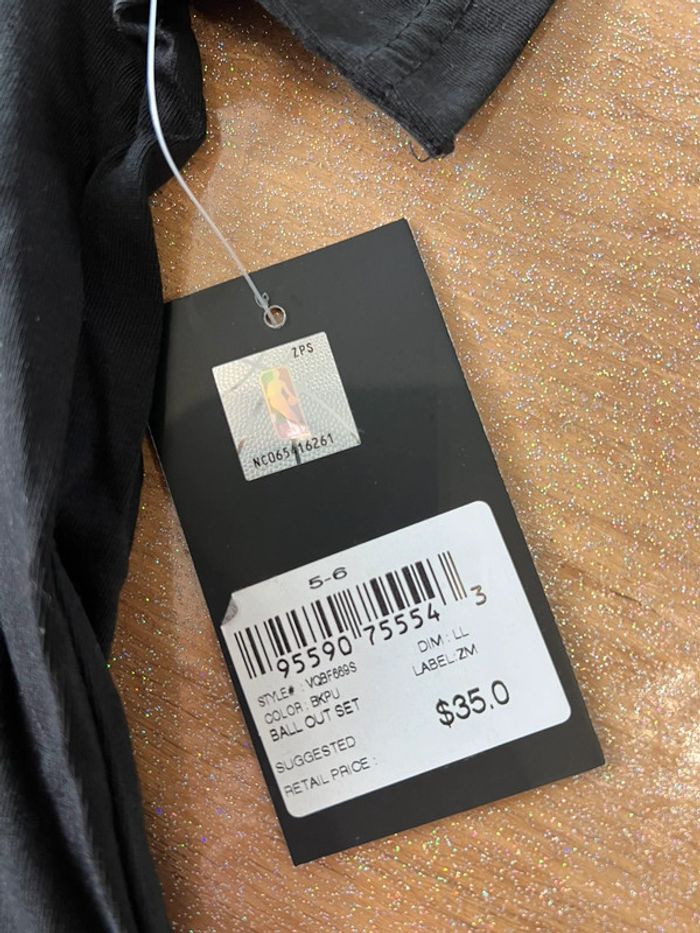 ZPS
NC065416261
5-6
95590 75554 3
STYLE# : VQBF669S
COLOR : BKPU
BALL OUT SET
DIM : LL
LABEL:ZM
SUGGESTED
RETAIL PRICE :
$35.0